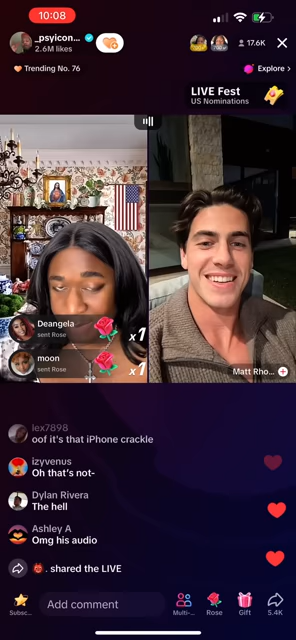 10:08
_psyicon...
2.6M likes
17.6K
Trending No. 76
Explore >
LIVE Fest
US Nominations
Deangela
sent Rose
x1
moon
sent Rose
x1
Matt Rho...
lex7898
oof it's that iPhone crackle
izyvenus
Oh that's not-
Dylan Rivera
The hell
Ashley A
Omg his audio
. shared the LIVE
Add comment
Subsc...
Multi-...
Rose
Gift
5.4K